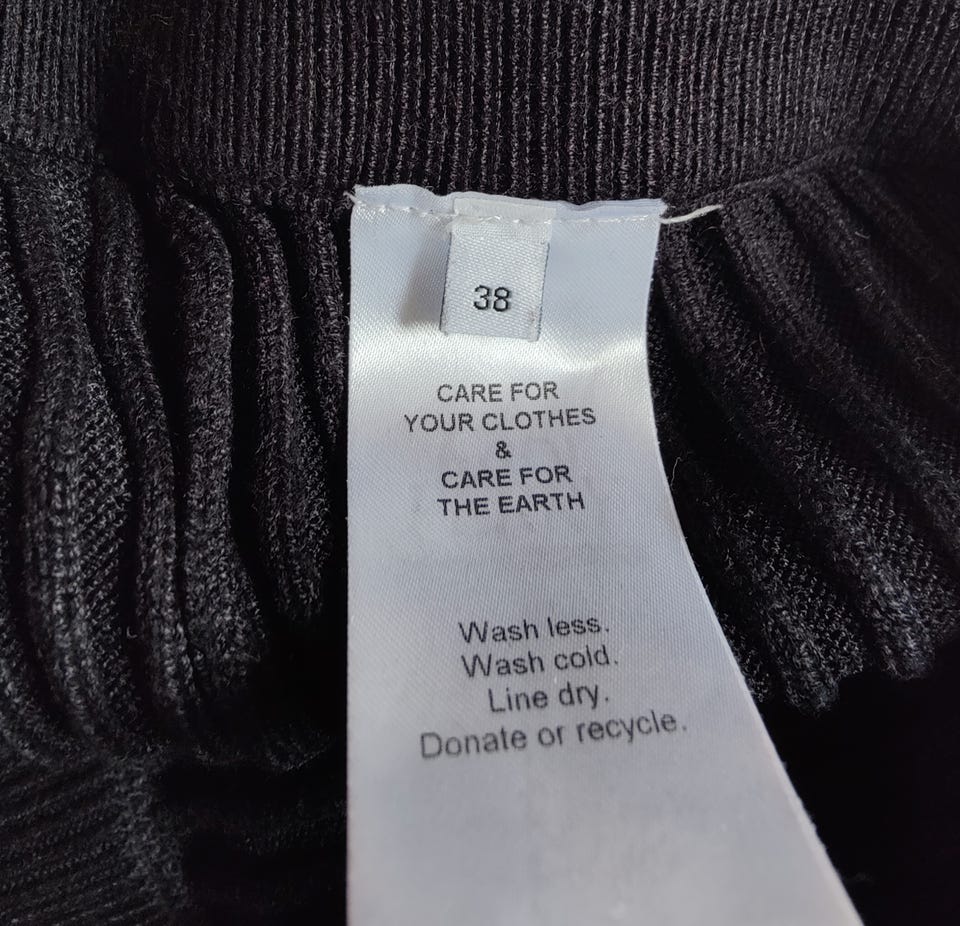 38
CARE FOR
YOUR CLOTHES
&
CARE FOR
THE EARTH
Wash less.
Wash cold.
Line dry.
Donate or recycle.